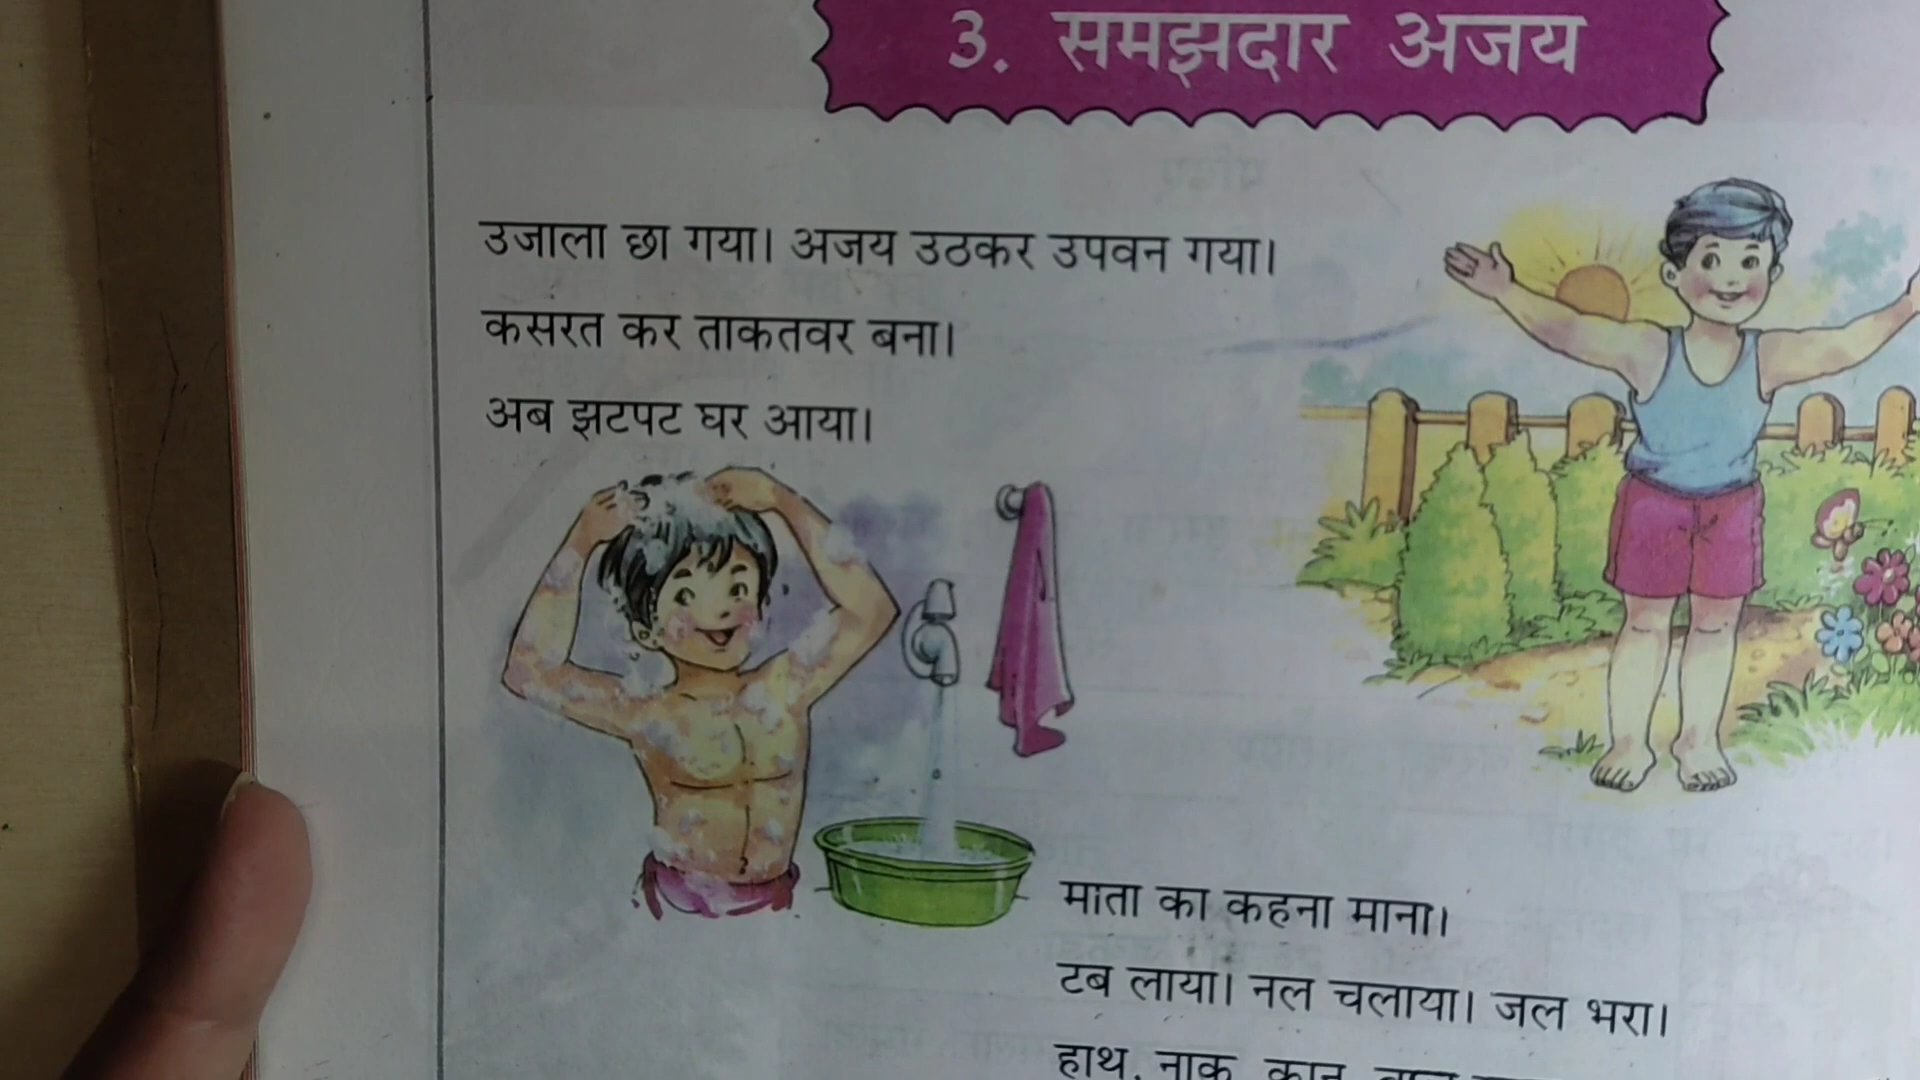 3. समझदार अजय
उजाला छा गया। अजय उठकर उपवन गया।
कसरत कर ताकतवर बना।
अब झटपट घर आया।
माता का कहना माना।
टब लाया। नल चलाया। जल भरा।
हाथ, नाक, कान,